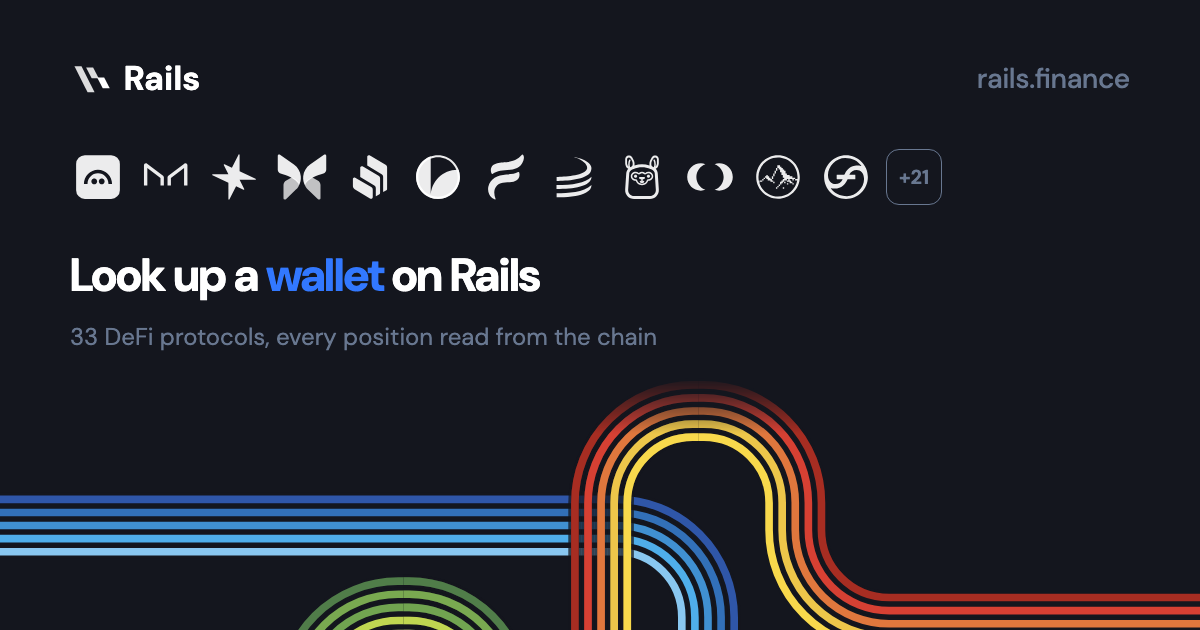 Rails
rails.finance
+21
Look up a wallet on Rails
33 DeFi protocols, every position read from the chain